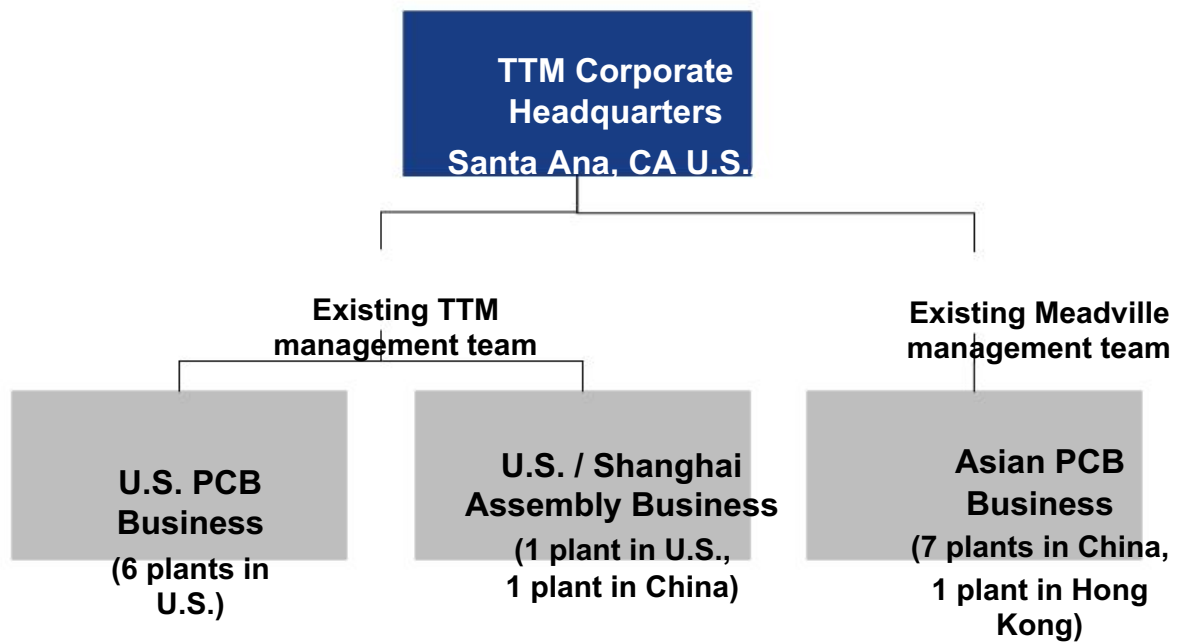 TTM Corporate
Headquarters
Santa Ana, CA U.S.
Existing TTM
management team
Existing Meadville
management team
U.S. PCB
Business
(6 plants in
U.S.)
U.S. / Shanghai
Assembly Business
(1 plant in U.S.,
1 plant in China)
Asian PCB
Business
(7 plants in China,
1 plant in Hong
Kong)